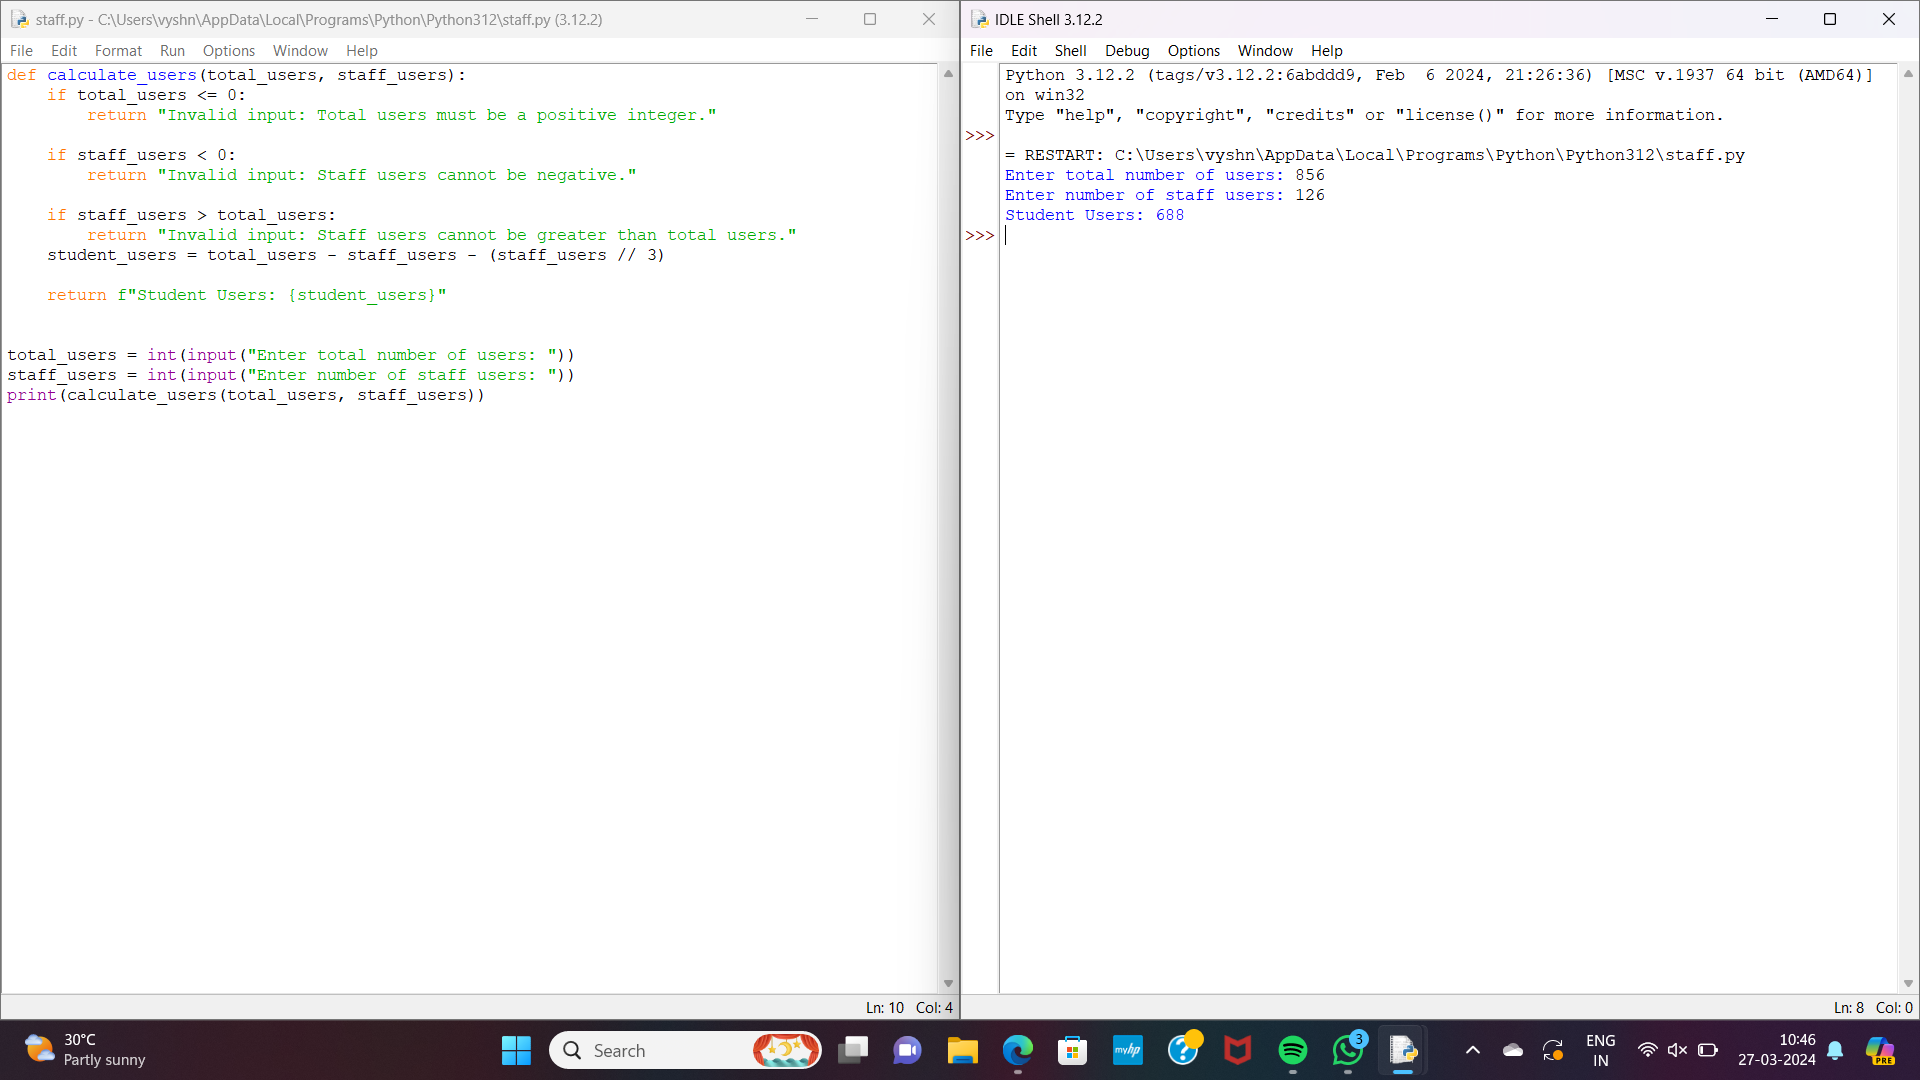 staff.py - C:\Users\vyshn\AppData\Local\Programs\Python\Python312\staff.py (3.12.2)
File Edit Format Run Options Window Help
def calculate_users(total_users, staff_users):
    if total_users <= 0:
        return "Invalid input: Total users must be a positive integer."
    if staff_users < 0:
        return "Invalid input: Staff users cannot be negative."
    if staff_users > total_users:
        return "Invalid input: Staff users cannot be greater than total users."
    student_users = total_users - staff_users - (staff_users // 3)
    return f"Student Users: {student_users}"
total_users = int(input("Enter total number of users: "))
staff_users = int(input("Enter number of staff users: "))
print(calculate_users(total_users, staff_users))
Ln: 10 Col: 4
IDLE Shell 3.12.2
File Edit Shell Debug Options Window Help
Python 3.12.2 (tags/v3.12.2:6abddd9, Feb  6 2024, 21:26:36) [MSC v.1937 64 bit (AMD64)]
on win32
Type "help", "copyright", "credits" or "license()" for more information.
>>>
= RESTART: C:\Users\vyshn\AppData\Local\Programs\Python\Python312\staff.py
Enter total number of users: 856
Enter number of staff users: 126
Student Users: 688
>>>
Ln: 8 Col: 0
30°C
Partly sunny
Search
myhp
?
3
ENG
IN
10:46
27-03-2024
PRE